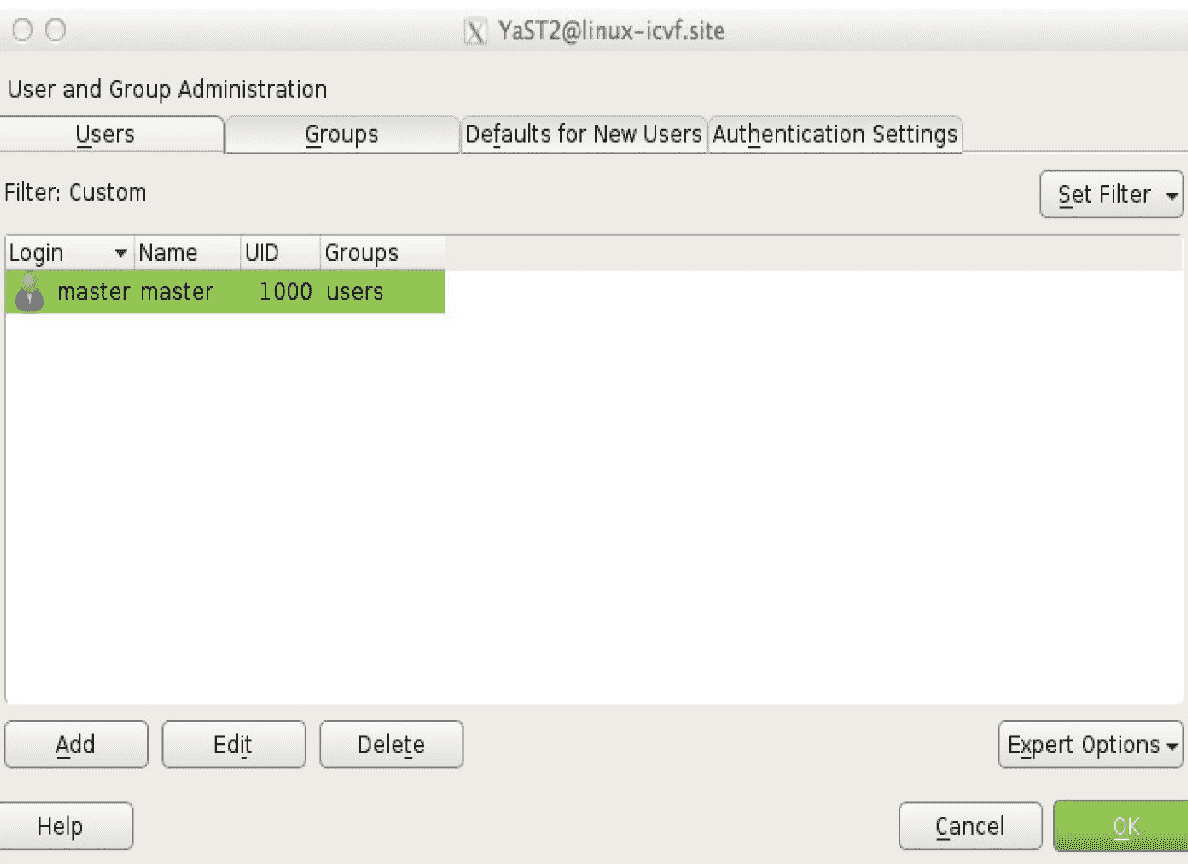 YaST2@linux-icvf.site
User and Group Administration
Users Groups Defaults for New Users Authentication Settings
Filter: Custom Set Filter
Login Name UID Groups
master master 1000 users
Add Edit Delete Expert Options
Help Cancel OK